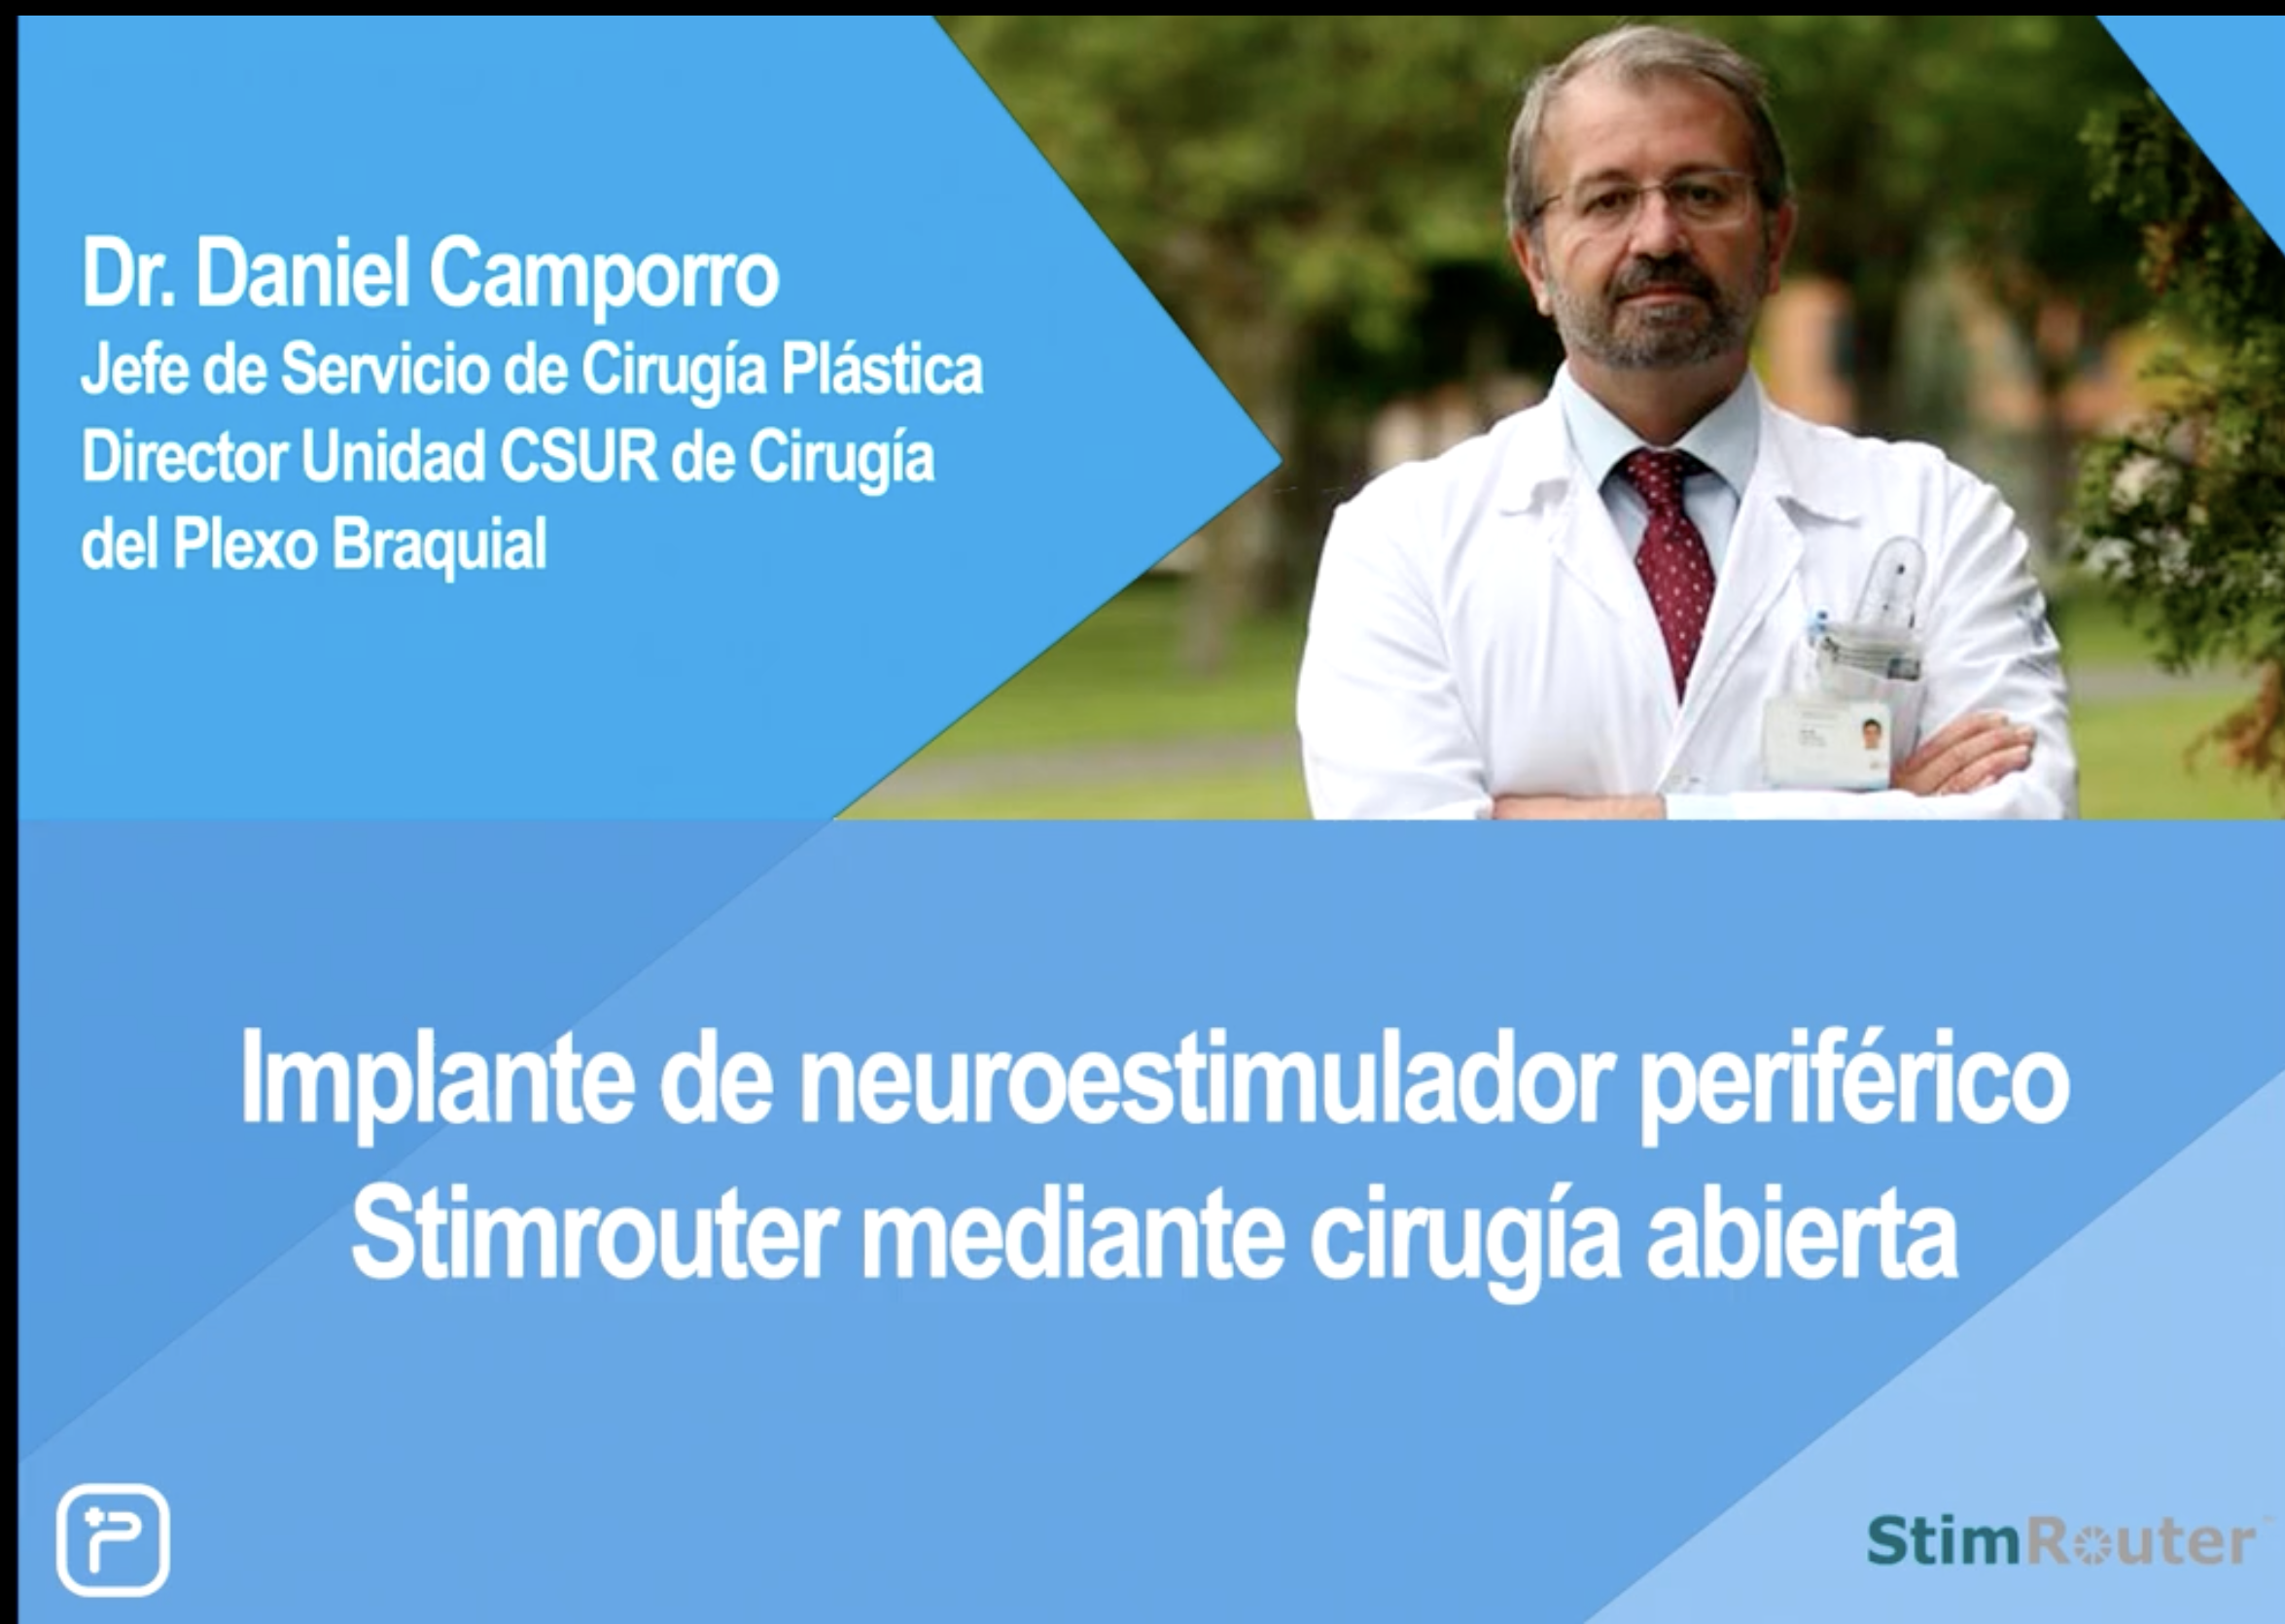 Dr. Daniel Camporro
Jefe de Servicio de Cirugía Plástica
Director Unidad CSUR de Cirugía
del Plexo Braquial
Implante de neuroestimulador periférico
Stimrouter mediante cirugía abierta
StimRouter